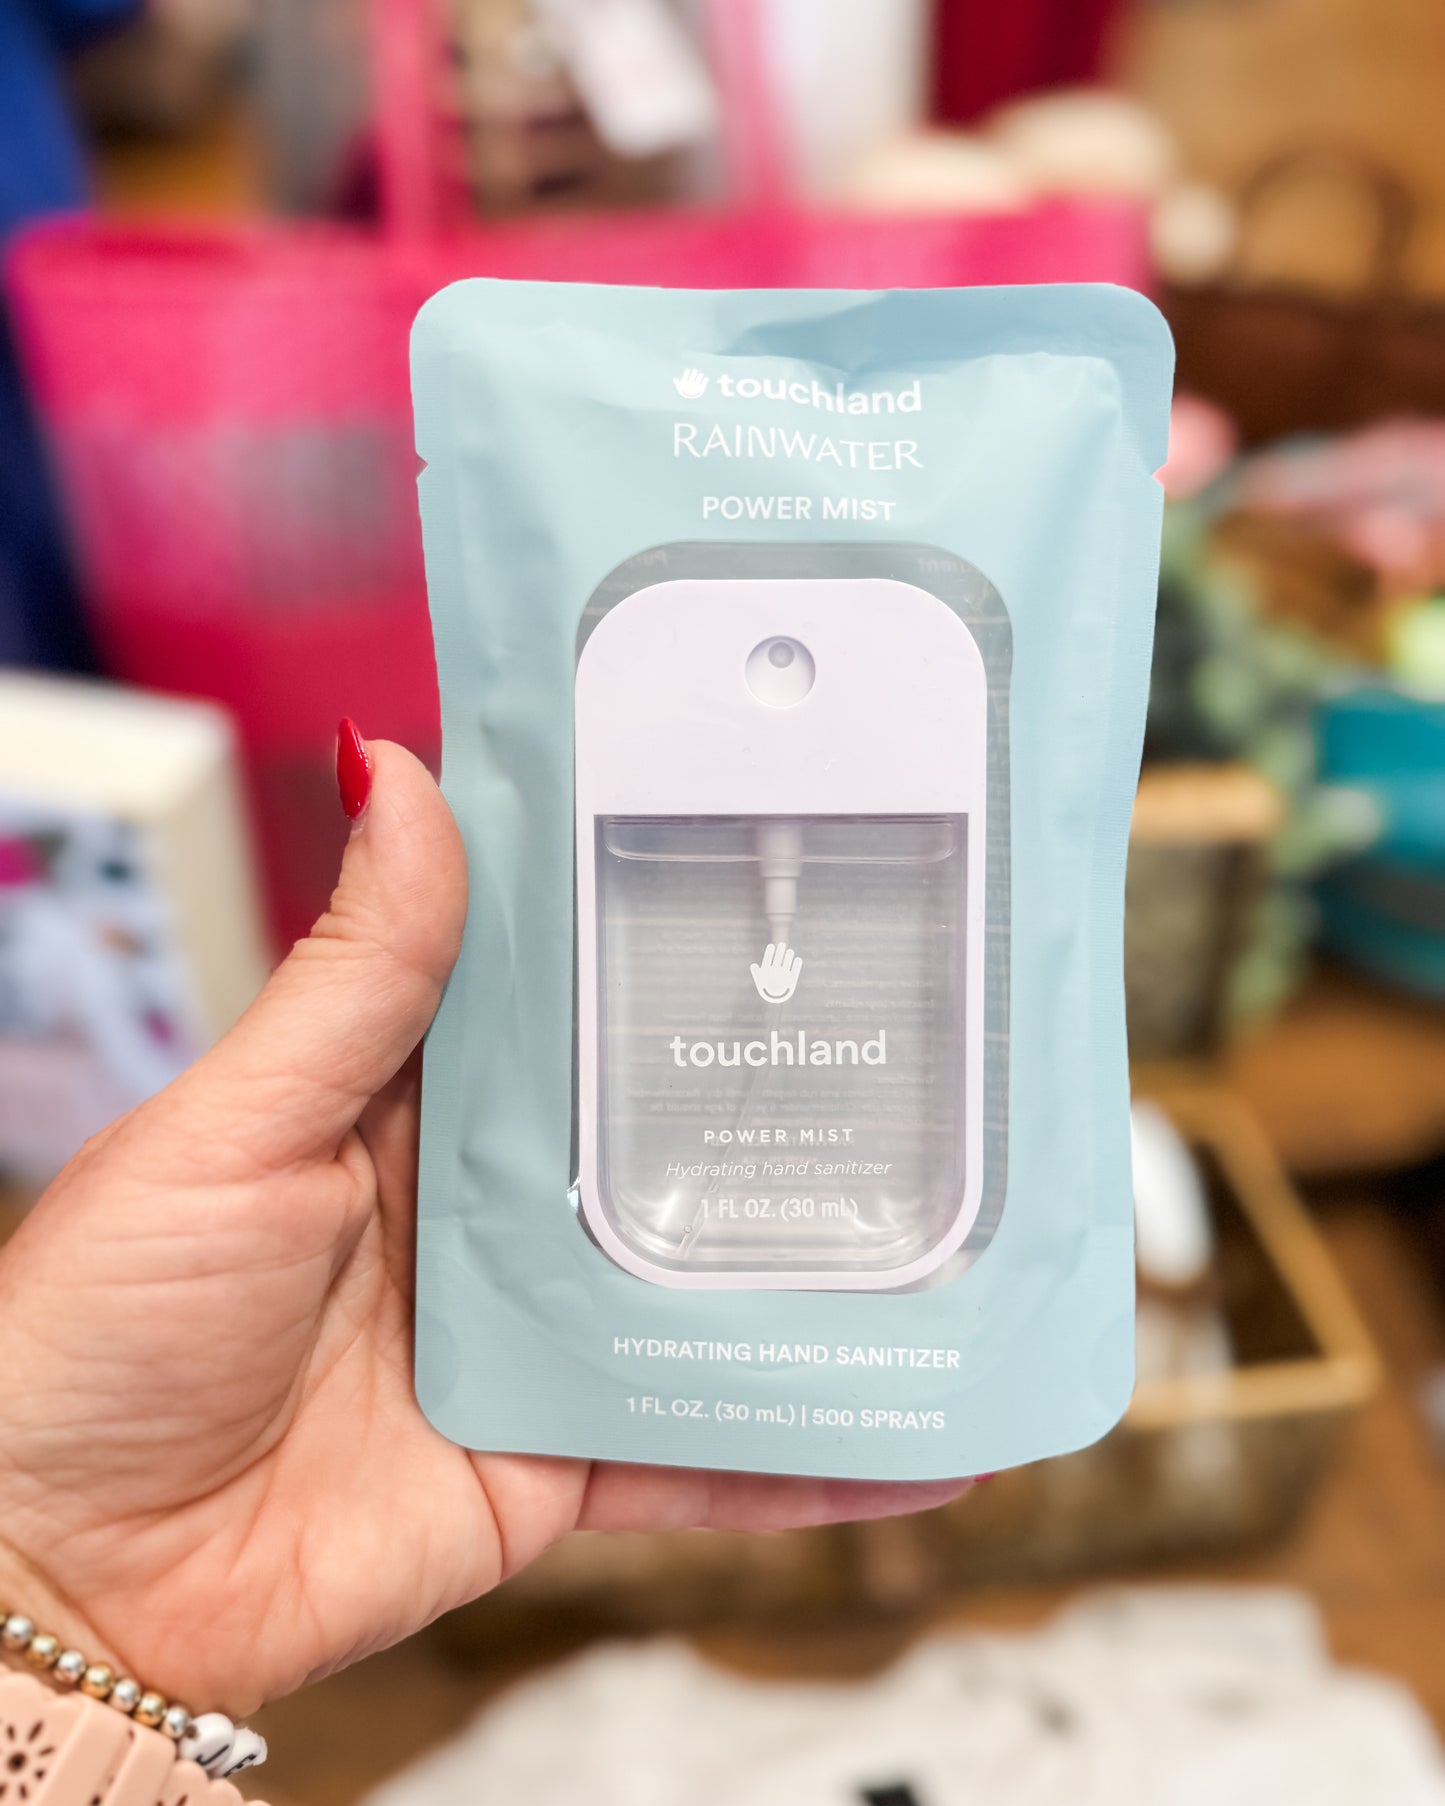 touchland
RAINWATER
POWER MIST
touchland
POWER MIST
Hydrating hand sanitizer
1 FL OZ. (30 mL)
HYDRATING HAND SANITIZER
1 FL OZ. (30 mL) | 500 SPRAYS